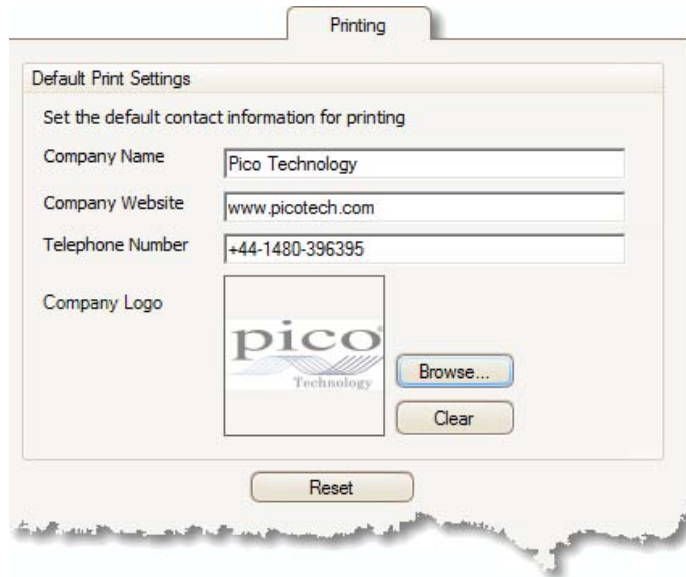 Printing
Default Print Settings
Set the default contact information for printing
Company Name
Pico Technology
Company Website
www.picotech.com
Telephone Number
+44-1480-396395
Company Logo
pico
Technology
Browse...
Clear
Reset